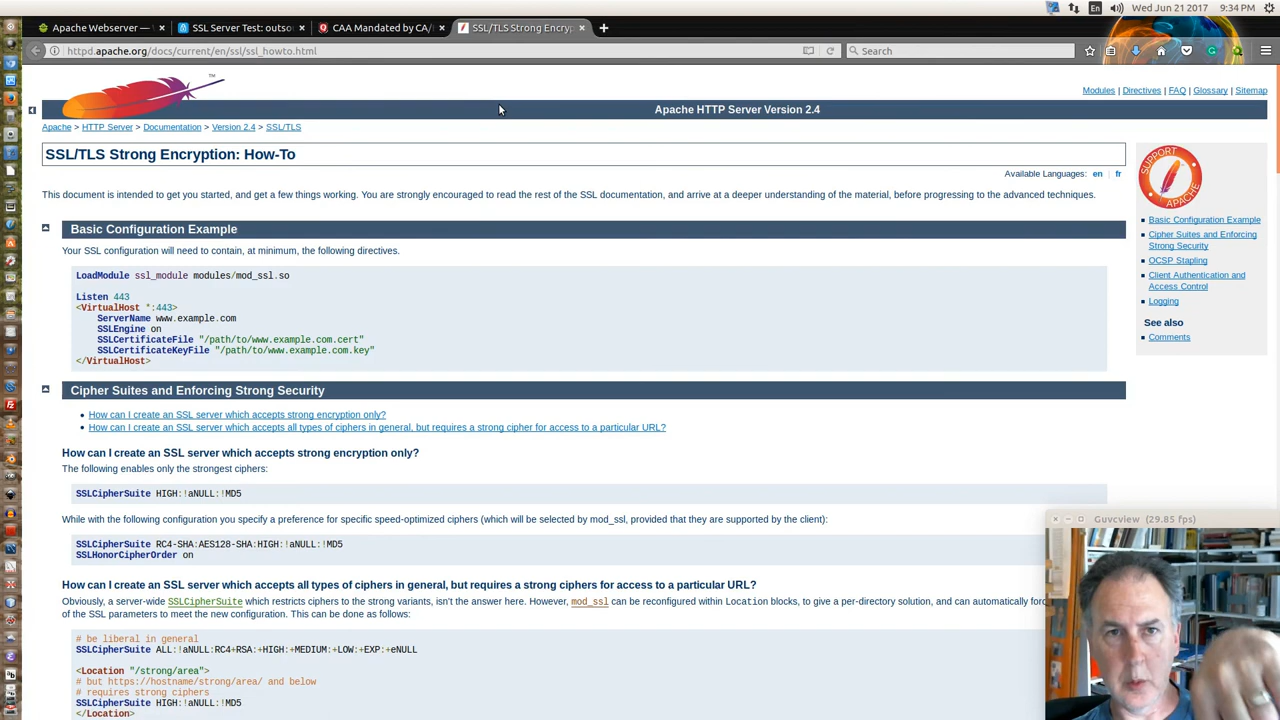 En
Wed Jun 21 2017
9:34 PM
Apache Webserver —
SSL Server Test: outso
CAA Mandated by CA/
SSL/TLS Strong Encryp
httpd.apache.org/docs/current/en/ssl/ssl_howto.html
Search
TM
Modules | Directives | FAQ | Glossary | Sitemap
Apache HTTP Server Version 2.4
Apache > HTTP Server > Documentation > Version 2.4 > SSL/TLS
SSL/TLS Strong Encryption: How-To
Available Languages: en | fr
SUPPORT APACHE
This document is intended to get you started, and get a few things working. You are strongly encouraged to read the rest of the SSL documentation, and arrive at a deeper understanding of the material, before progressing to the advanced techniques.
Basic Configuration Example
Cipher Suites and Enforcing
Strong Security
OCSP Stapling
Client Authentication and
Access Control
Logging
See also
Comments
Basic Configuration Example
Your SSL configuration will need to contain, at minimum, the following directives.
LoadModule ssl_module modules/mod_ssl.so
Listen 443
<VirtualHost *:443>
ServerName www.example.com
SSLEngine on
SSLCertificateFile "/path/to/www.example.com.cert"
SSLCertificateKeyFile "/path/to/www.example.com.key"
</VirtualHost>
Cipher Suites and Enforcing Strong Security
How can I create an SSL server which accepts strong encryption only?
How can I create an SSL server which accepts all types of ciphers in general, but requires a strong cipher for access to a particular URL?
How can I create an SSL server which accepts strong encryption only?
The following enables only the strongest ciphers:
SSLCipherSuite HIGH:!aNULL:!MD5
While with the following configuration you specify a preference for specific speed-optimized ciphers (which will be selected by mod_ssl, provided that they are supported by the client):
SSLCipherSuite RC4-SHA:AES128-SHA:HIGH:!aNULL:!MD5
SSLHonorCipherOrder on
How can I create an SSL server which accepts all types of ciphers in general, but requires a strong ciphers for access to a particular URL?
Obviously, a server-wide SSLCipherSuite which restricts ciphers to the strong variants, isn't the answer here. However, mod_ssl can be reconfigured within Location blocks, to give a per-directory solution, and can automatically forc
of the SSL parameters to meet the new configuration. This can be done as follows:
# be liberal in general
SSLCipherSuite ALL:!aNULL:RC4+RSA:+HIGH:+MEDIUM:+LOW:+EXP:+eNULL
<Location "/strong/area">
# but https://hostname/strong/area/ and below
# requires strong ciphers
SSLCipherSuite HIGH:!aNULL:!MD5
</Location>
Guvcview (29.85 fps)